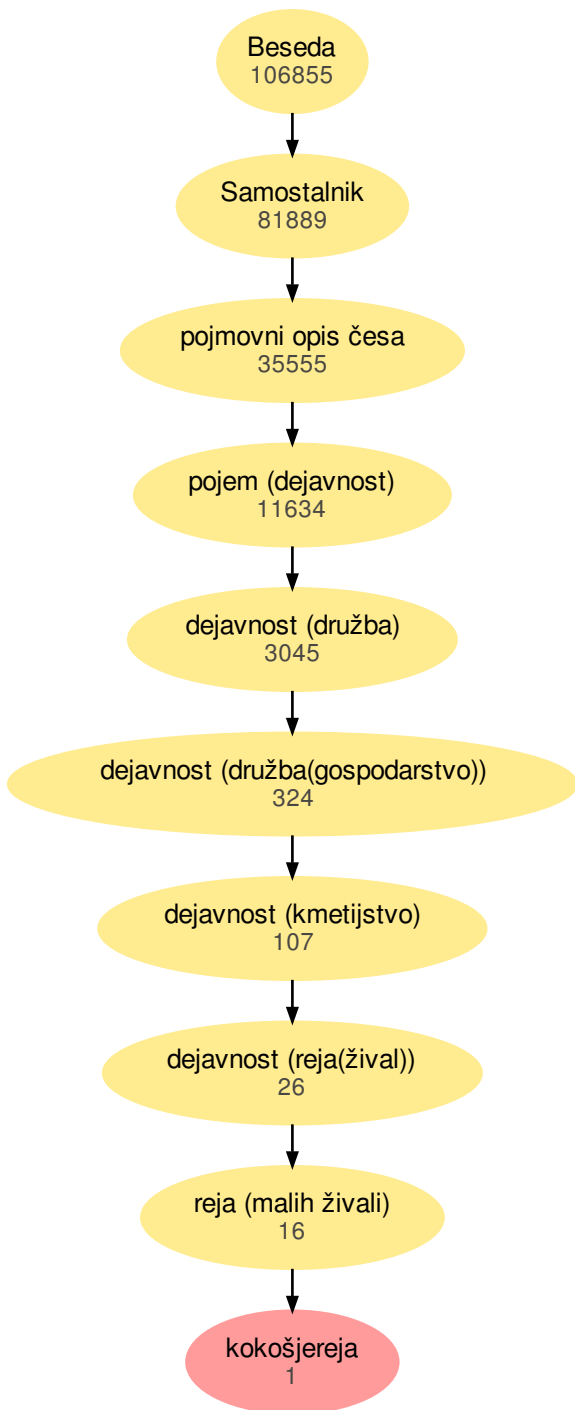 Beseda
106855
Samostalnik
81889
pojmovni opis česa
35555
pojem (dejavnost)
11634
dejavnost (družba)
3045
dejavnost (družba(gospodarstvo))
324
dejavnost (kmetijstvo)
107
dejavnost (reja(žival))
26
reja (malih živali)
16
kokošjereja
1